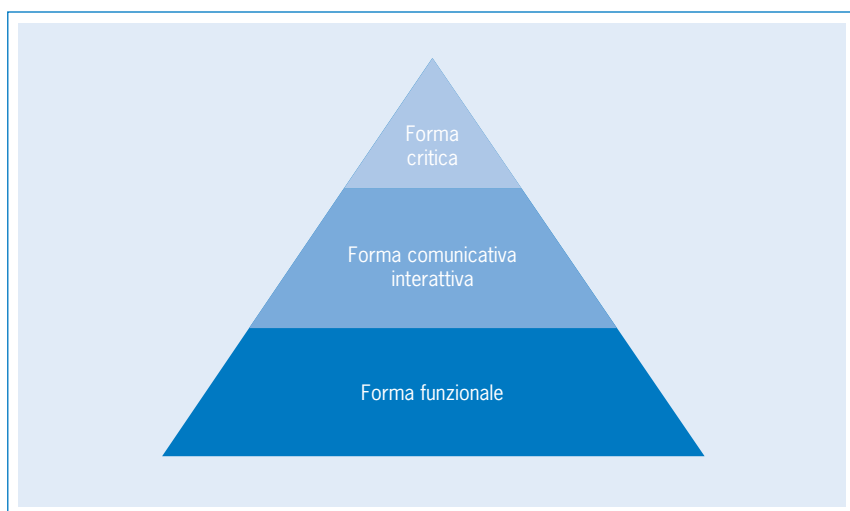 Forma
critica
Forma comunicativa
interattiva
Forma funzionale